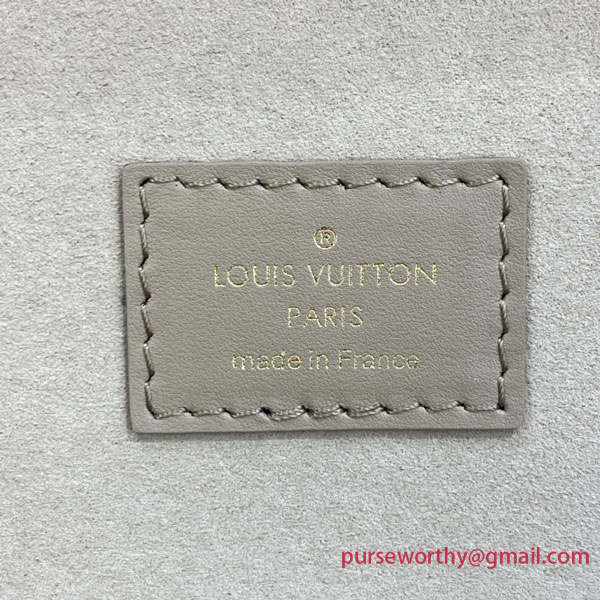 ®
LOUIS VUITTON
PARIS
made in France
purseworthy@gmail.com